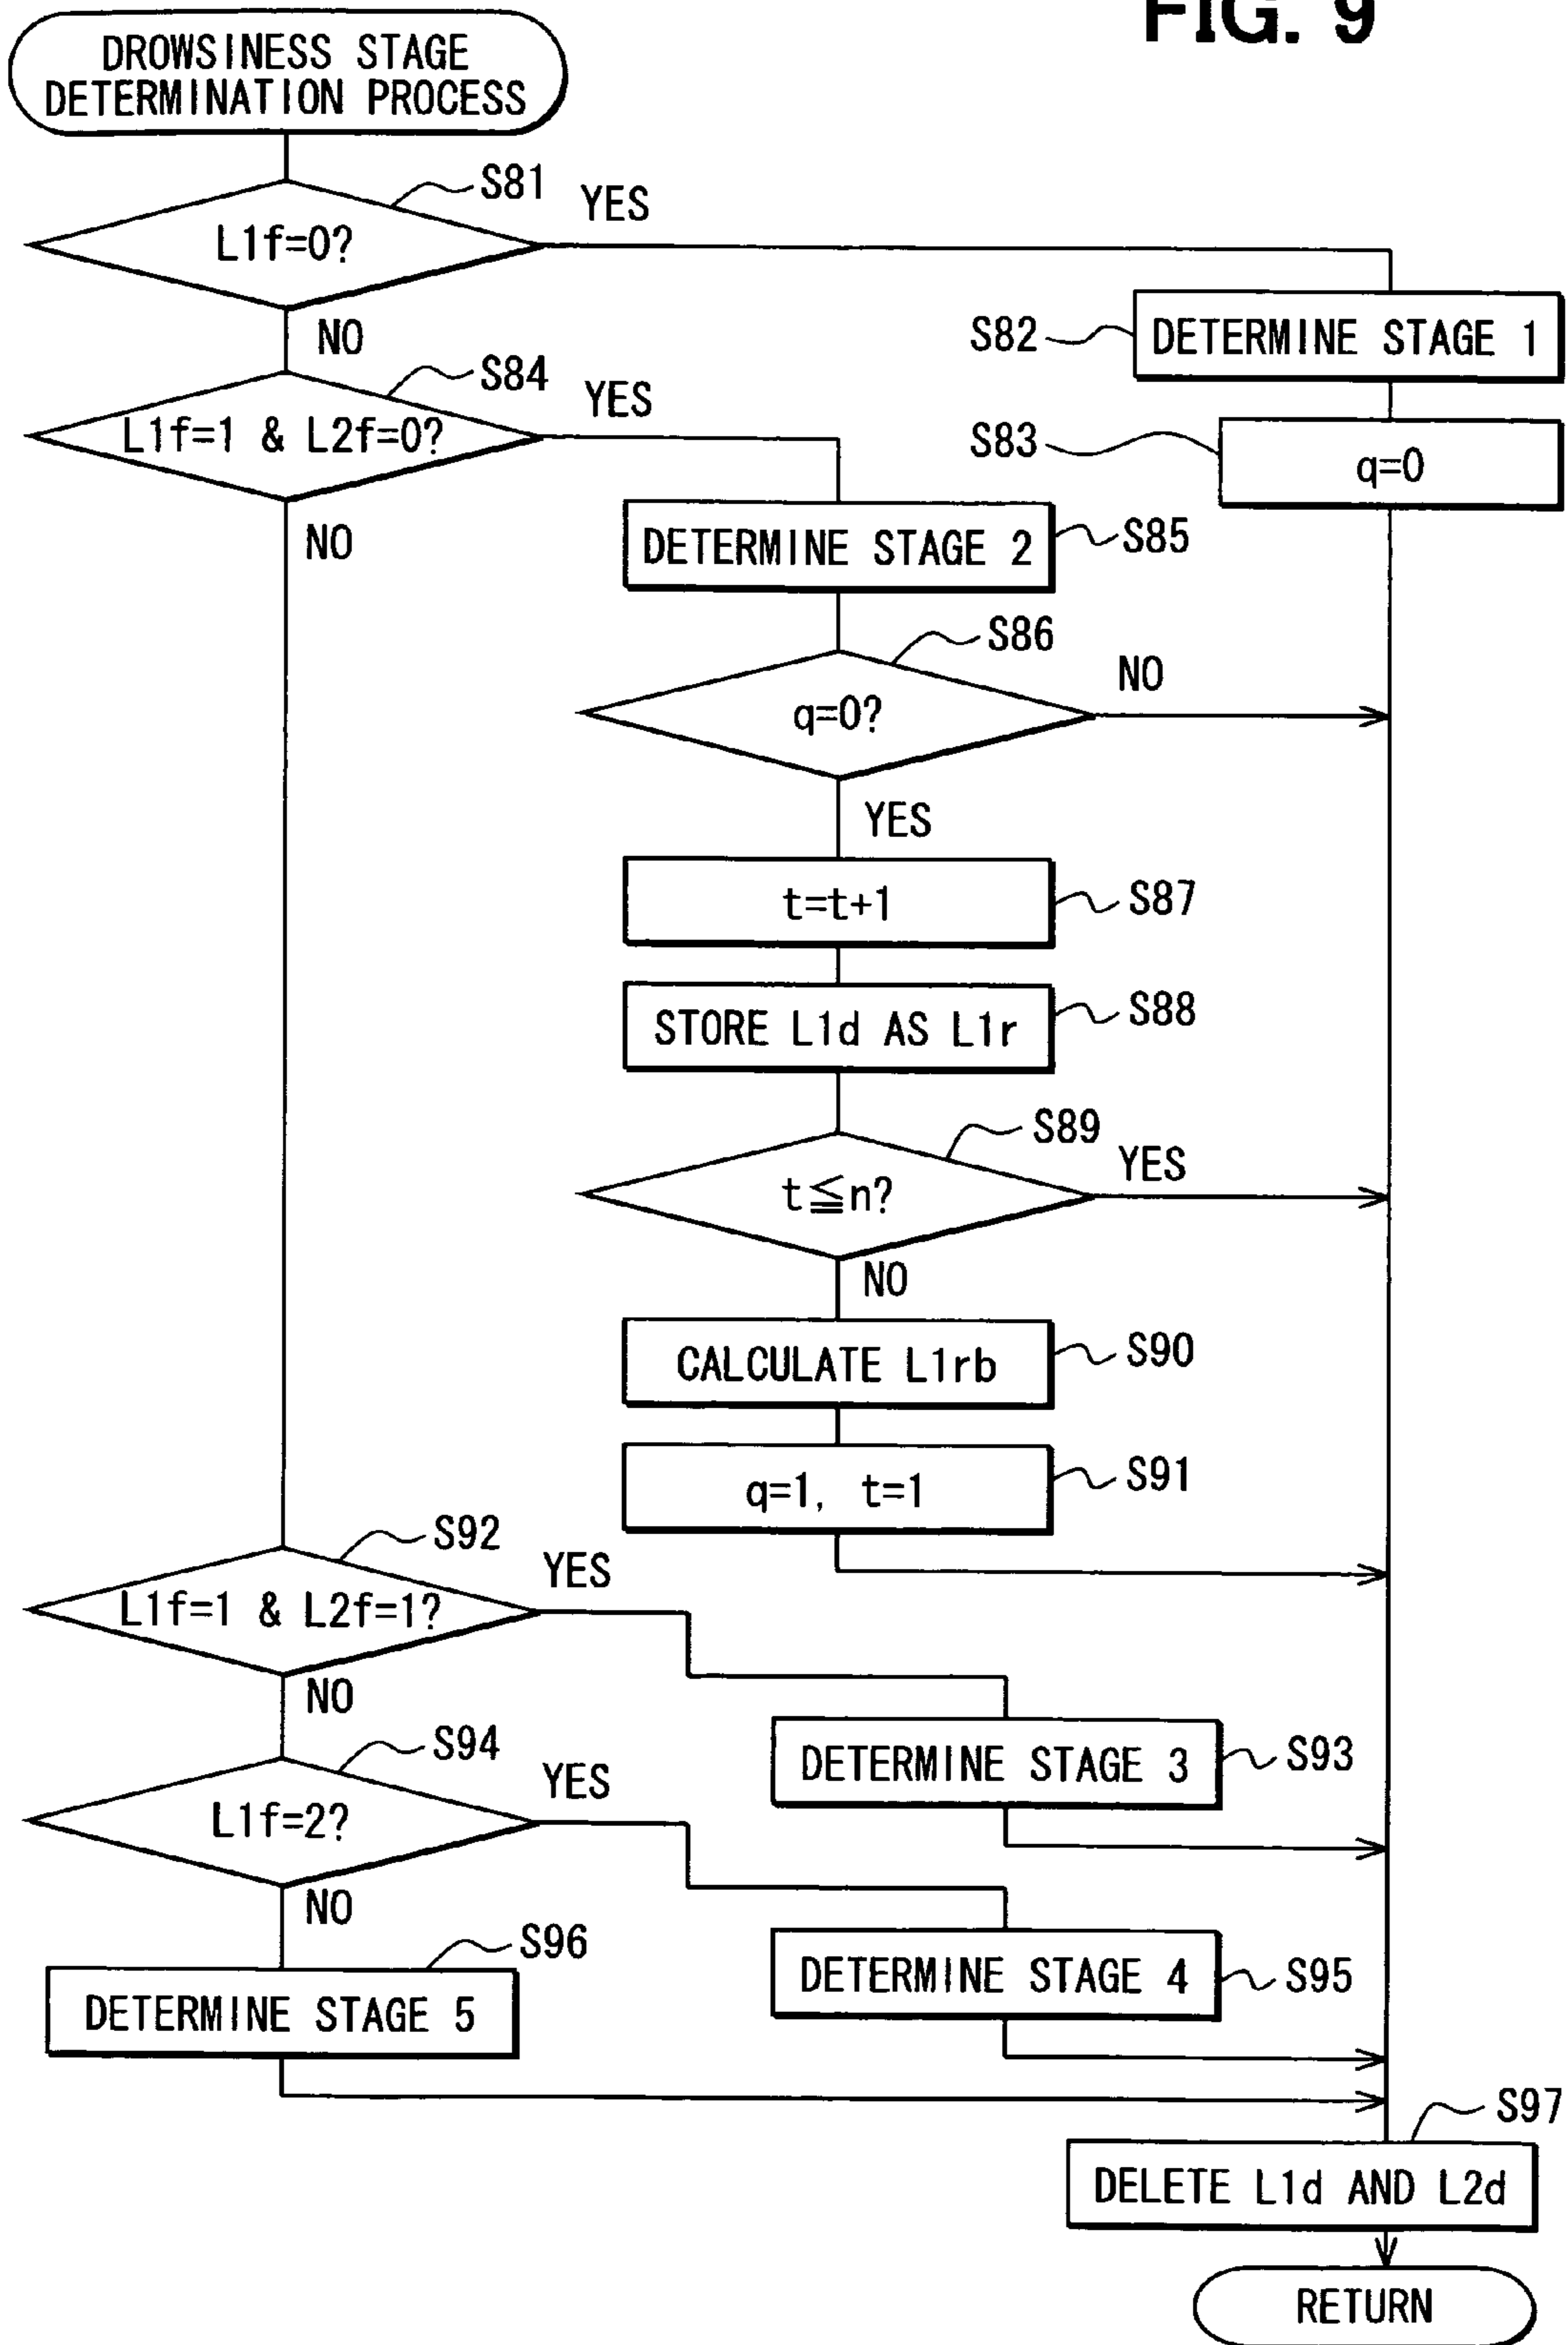 FIG. 9
DROWSINESS STAGE
DETERMINATION PROCESS
S81
YES
L1f=0?
NO
S82
DETERMINE STAGE 1
S84
YES
L1f=1 & L2f=0?
S83
q=0
NO
DETERMINE STAGE 2
S85
S86
NO
q=0?
YES
t=t+1
S87
STORE L1d AS L1r
S88
S89
YES
t≦n?
NO
CALCULATE L1rb
S90
q=1, t=1
S91
S92
YES
L1f=1 & L2f=1?
NO
DETERMINE STAGE 3
S93
S94
YES
L1f=2?
NO
DETERMINE STAGE 4
S95
S96
DETERMINE STAGE 5
S97
DELETE L1d AND L2d
RETURN